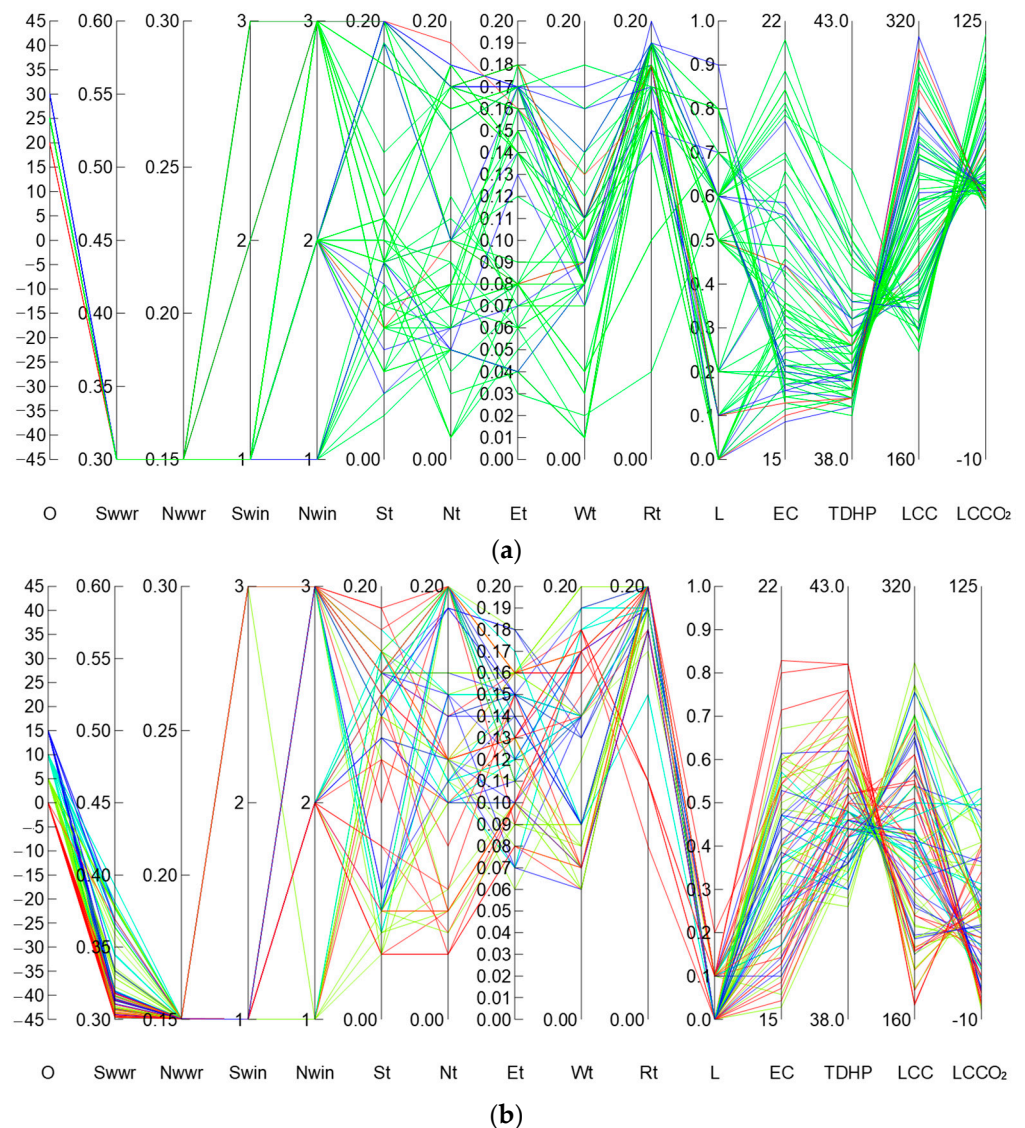 45 0.60 0.30 3 3 0.20 0.20 0.20 0.20 0.20 1.0 22 43.0 320 125
40 0.19
35 0.18 0.9
30 0.55 0.17
25 0.16 0.8
0.15
20 0.14 0.7
15 0.50 0.25 0.13
10 0.12 0.6
5 0.11
0 0.45 2 2 0.10 0.5
−5 0.09
−10 0.08 0.4
−15 0.40 0.20 0.07
−20 0.06 0.3
−25 0.05
−30 0.35 0.04 0.2
0.03
−35 0.02 0.1
−40 0.01
−45 0.30 0.15 1 1 0.00 0.00 0.00 0.00 0.00 0.0 15 38.0 160 -10
O Swwr Nwwr Swin Nwin St Nt Et Wt Rt L EC TDHP LCC LCCO₂
(a)
45 0.60 0.30 3 3 0.20 0.20 0.20 0.20 0.20 1.0 22 43.0 320 125
40 0.19
35 0.18 0.9
30 0.55 0.17
25 0.16 0.8
0.15
20 0.14 0.7
15 0.50 0.25 0.13
10 0.12 0.6
5 0.11
0 0.45 2 2 0.10 0.5
−5 0.09
−10 0.08 0.4
−15 0.40 0.20 0.07
−20 0.06 0.3
−25 0.05
−30 0.35 0.04 0.2
0.03
−35 0.02 0.1
−40 0.01
−45 0.30 0.15 1 1 0.00 0.00 0.00 0.00 0.00 0.0 15 38.0 160 -10
O Swwr Nwwr Swin Nwin St Nt Et Wt Rt L EC TDHP LCC LCCO₂
(b)